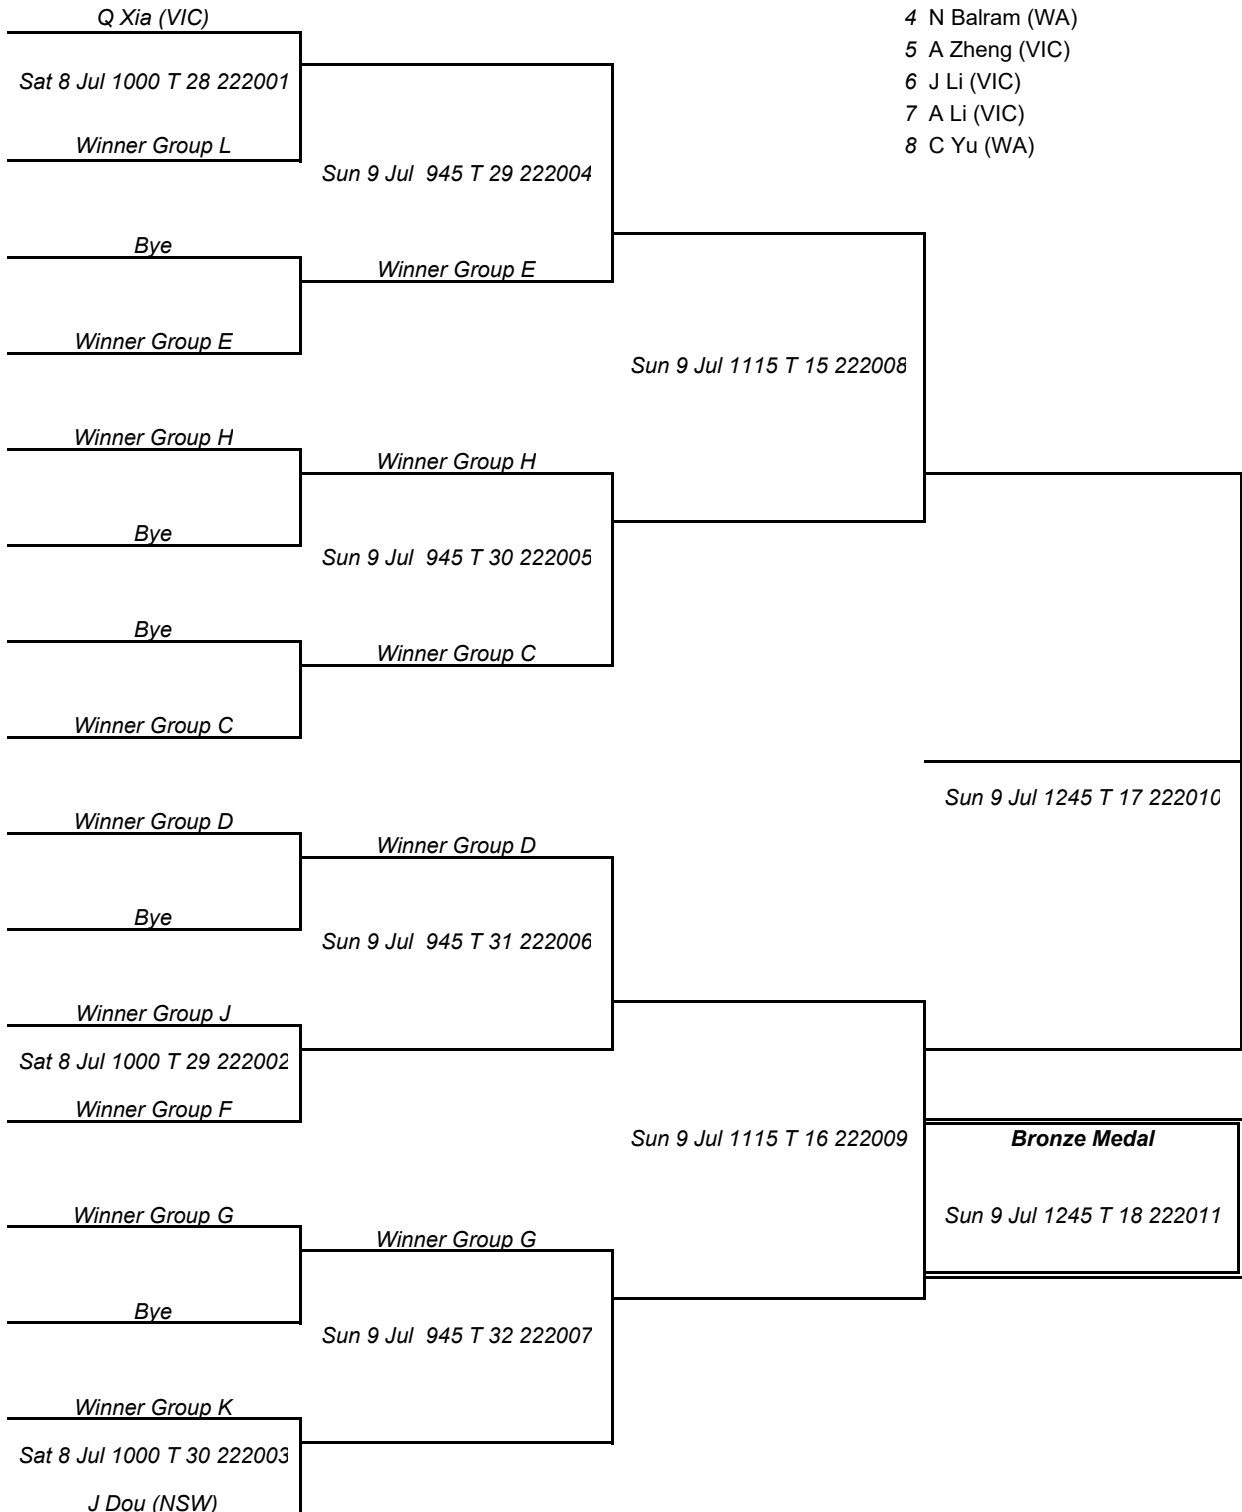 Q Xia (VIC)
4 N Balram (WA)
5 A Zheng (VIC)
Sat 8 Jul 1000 T 28 222001
6 J Li (VIC)
7 A Li (VIC)
Winner Group L
8 C Yu (WA)
Sun 9 Jul 945 T 29 222004
Bye
Winner Group E
Winner Group E
Sun 9 Jul 1115 T 15 222008
Winner Group H
Winner Group H
Bye
Sun 9 Jul 945 T 30 222005
Bye
Winner Group C
Winner Group C
Sun 9 Jul 1245 T 17 222010
Winner Group D
Winner Group D
Bye
Sun 9 Jul 945 T 31 222006
Winner Group J
Sat 8 Jul 1000 T 29 222002
Winner Group F
Sun 9 Jul 1115 T 16 222009
Bronze Medal
Winner Group G
Sun 9 Jul 1245 T 18 222011
Winner Group G
Bye
Sun 9 Jul 945 T 32 222007
Winner Group K
Sat 8 Jul 1000 T 30 222003
J Dou (NSW)